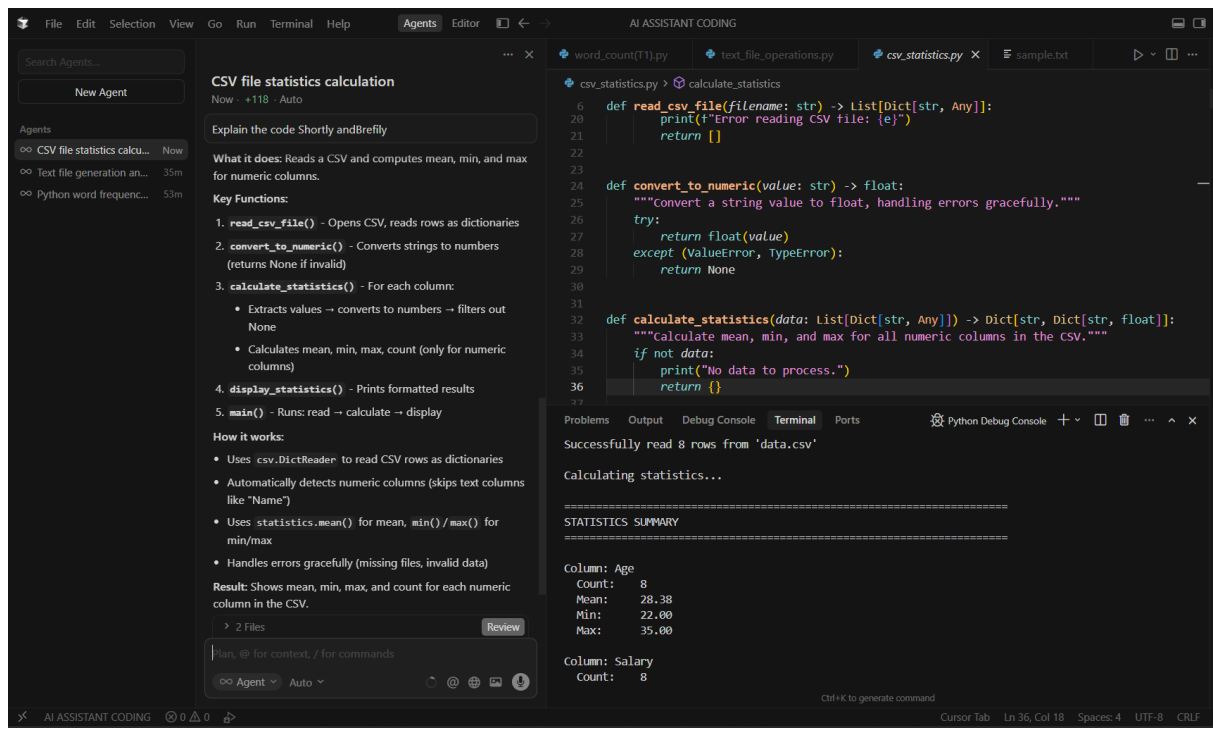 File Edit Selection View Go Run Terminal Help
Agents Editor
AI ASSISTANT CODING
Search Agents...
New Agent
Agents
CSV file statistics calcu... Now
Text file generation an... 35m
Python word frequenc... 53m
CSV file statistics calculation
Now · +118 · Auto
Explain the code Shortly andBrefily
What it does: Reads a CSV and computes mean, min, and max
for numeric columns.
Key Functions:
1. read_csv_file() - Opens CSV, reads rows as dictionaries
2. convert_to_numeric() - Converts strings to numbers
(returns None if invalid)
3. calculate_statistics() - For each column:
• Extracts values → converts to numbers → filters out
None
• Calculates mean, min, max, count (only for numeric
columns)
4. display_statistics() - Prints formatted results
5. main() - Runs: read → calculate → display
How it works:
• Uses csv.DictReader to read CSV rows as dictionaries
• Automatically detects numeric columns (skips text columns
like "Name")
• Uses statistics.mean() for mean, min()/max() for
min/max
• Handles errors gracefully (missing files, invalid data)
Result: Shows mean, min, max, and count for each numeric
column in the CSV.
> 2 Files Review
Plan, @ for context, / for commands
∞ Agent Auto
word_count(T1).py text_file_operations.py csv_statistics.py sample.txt
csv_statistics.py > calculate_statistics
6 def read_csv_file(filename: str) -> List[Dict[str, Any]]:
20 print(f"Error reading CSV file: {e}")
21 return []
22
23
24 def convert_to_numeric(value: str) -> float:
25 """Convert a string value to float, handling errors gracefully."""
26 try:
27 return float(value)
28 except (ValueError, TypeError):
29 return None
30
31
32 def calculate_statistics(data: List[Dict[str, Any]]) -> Dict[str, Dict[str, float]]:
33 """Calculate mean, min, and max for all numeric columns in the CSV."""
34 if not data:
35 print("No data to process.")
36 return {}
37
Problems Output Debug Console Terminal Ports Python Debug Console
Successfully read 8 rows from 'data.csv'
Calculating statistics...
======================================================================
STATISTICS SUMMARY
======================================================================
Column: Age
Count: 8
Mean: 28.38
Min: 22.00
Max: 35.00
Column: Salary
Count: 8
Ctrl+K to generate command
AI ASSISTANT CODING 0 0 Cursor Tab Ln 36, Col 18 Spaces: 4 UTF-8 CRLF